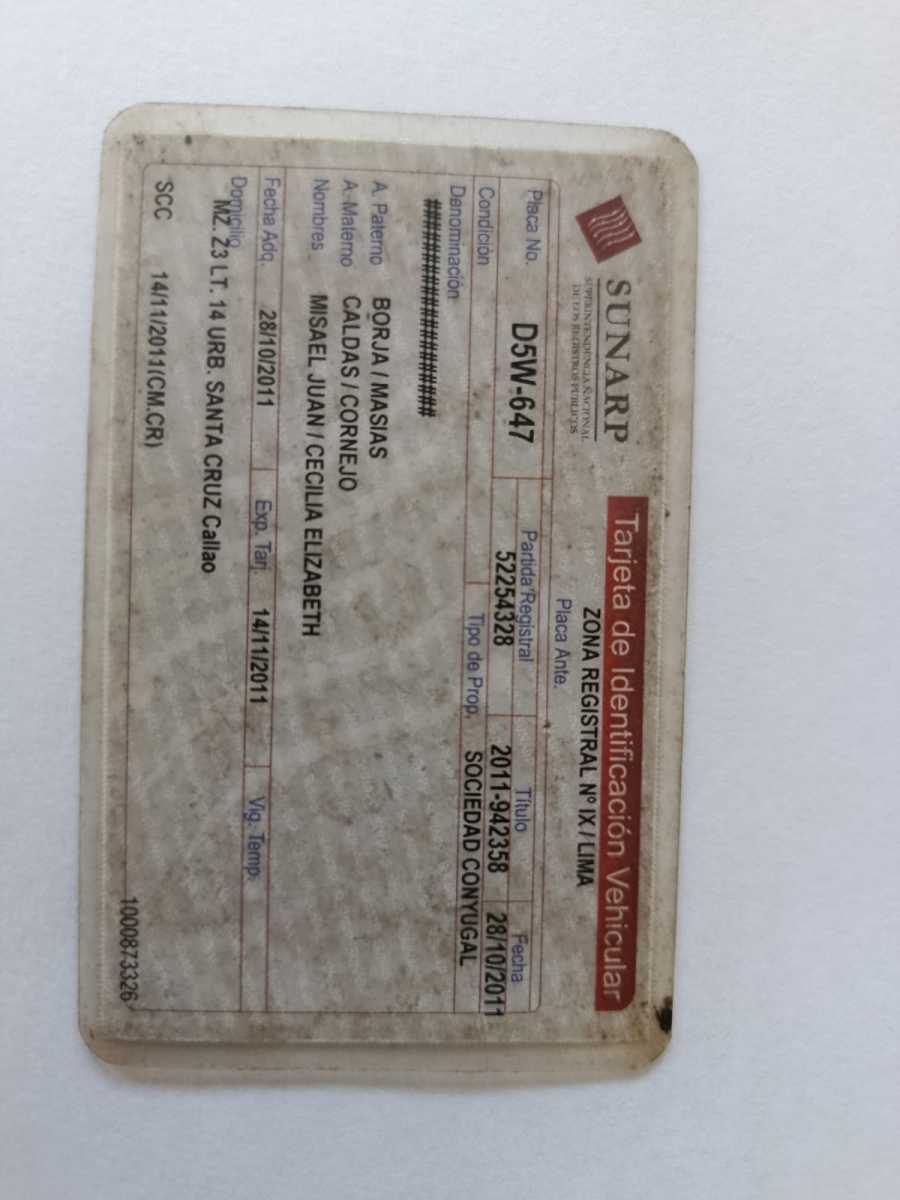 SUNARP
SUPERINTENDENCIA NACIONAL
DE LOS REGISTROS PUBLICOS
Tarjeta de Identificación Vehicular
ZONA REGISTRAL Nº IX / LIMA
Placa Ante.
Placa No. D5W-647 Partida Registral 52254328 Título 2011-942358 Fecha 28/10/2011
Condición Tipo de Prop. SOCIEDAD CONYUGAL
Denominación
####################
A. Paterno BORJA / MASIAS
A. Materno CALDAS / CORNEJO
Nombres MISAEL JUAN / CECILIA ELIZABETH
Fecha Adq. 28/10/2011 Exp. Tarj. 14/11/2011 Vig. Temp.
Domicilio
MZ. Z3 LT. 14 URB. SANTA CRUZ Callao
SCC 14/11/2011(CM.CR)
1000873326